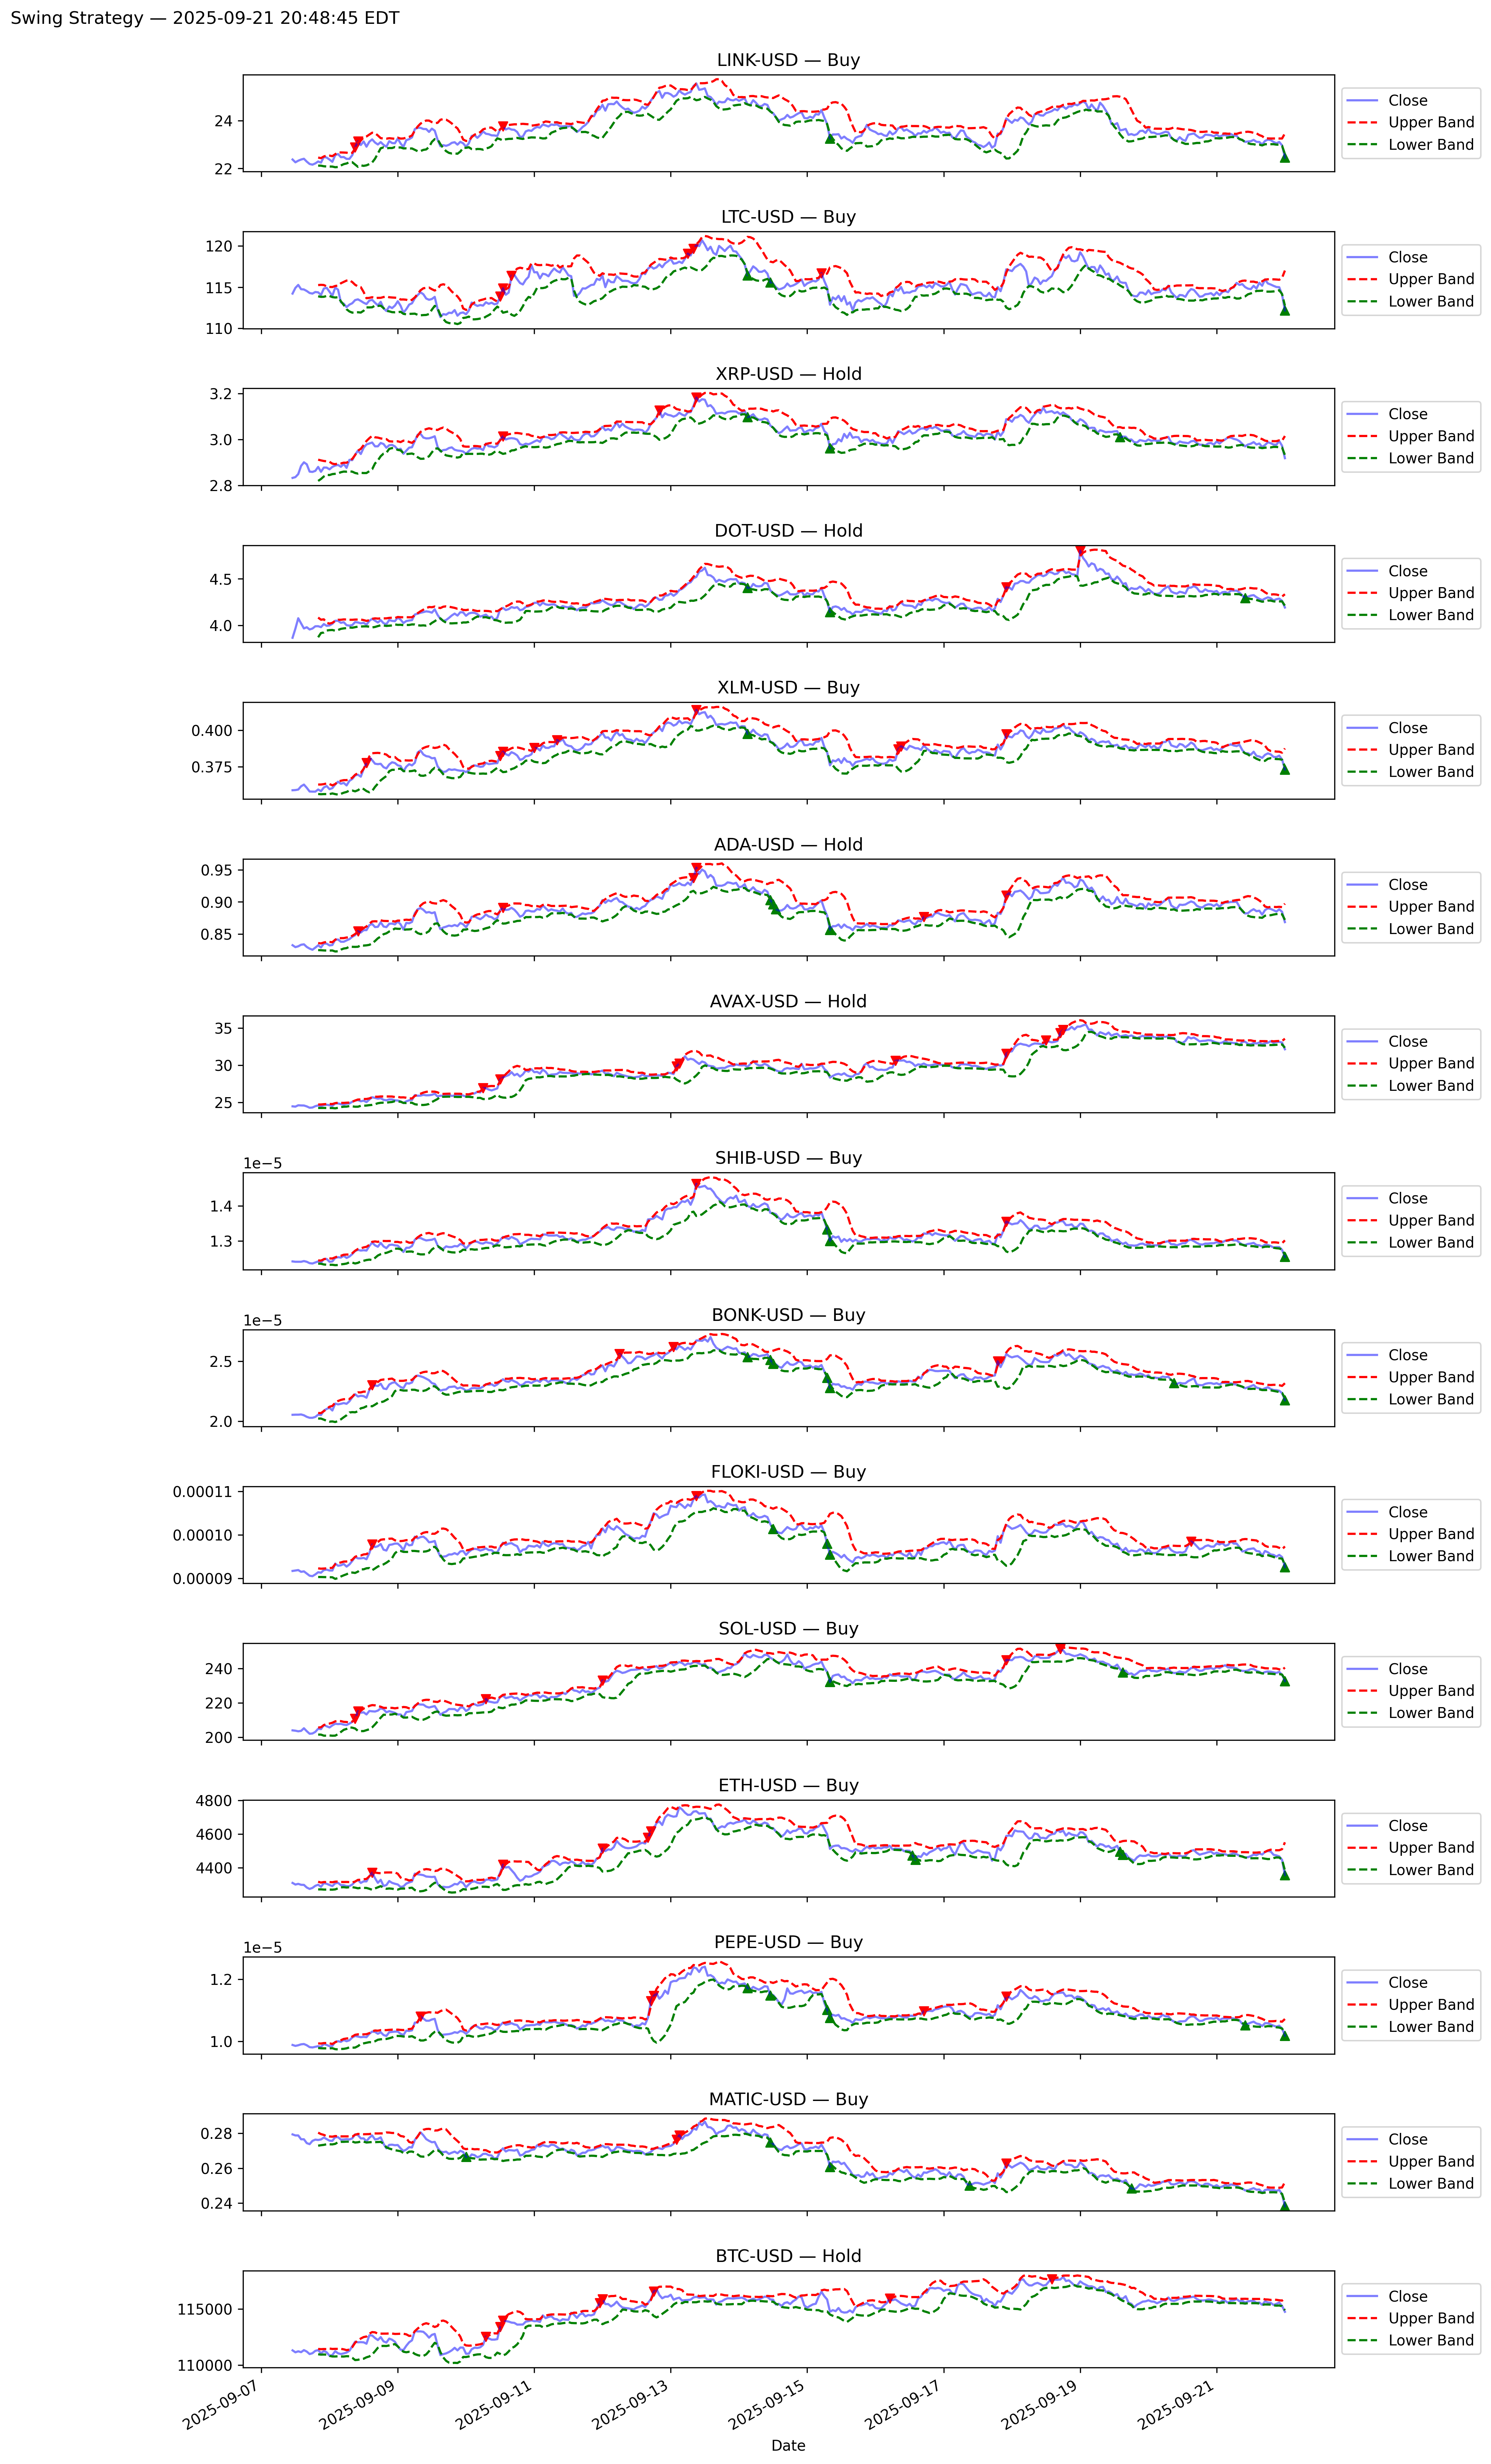 Swing Strategy — 2025-09-21 20:48:45 EDT
LINK-USD — Buy
24
22
Close
Upper Band
Lower Band
LTC-USD — Buy
120
115
110
Close
Upper Band
Lower Band
XRP-USD — Hold
3.2
3.0
2.8
Close
Upper Band
Lower Band
DOT-USD — Hold
4.5
4.0
Close
Upper Band
Lower Band
XLM-USD — Buy
0.400
0.375
Close
Upper Band
Lower Band
ADA-USD — Hold
0.95
0.90
0.85
Close
Upper Band
Lower Band
AVAX-USD — Hold
35
30
25
Close
Upper Band
Lower Band
SHIB-USD — Buy
1e−5
1.4
1.3
Close
Upper Band
Lower Band
BONK-USD — Buy
1e−5
2.5
2.0
Close
Upper Band
Lower Band
FLOKI-USD — Buy
0.00011
0.00010
0.00009
Close
Upper Band
Lower Band
SOL-USD — Buy
240
220
200
Close
Upper Band
Lower Band
ETH-USD — Buy
4800
4600
4400
Close
Upper Band
Lower Band
PEPE-USD — Buy
1e−5
1.2
1.0
Close
Upper Band
Lower Band
MATIC-USD — Buy
0.28
0.26
0.24
Close
Upper Band
Lower Band
BTC-USD — Hold
115000
110000
Close
Upper Band
Lower Band
2025-09-07
2025-09-09
2025-09-11
2025-09-13
2025-09-15
2025-09-17
2025-09-19
2025-09-21
Date